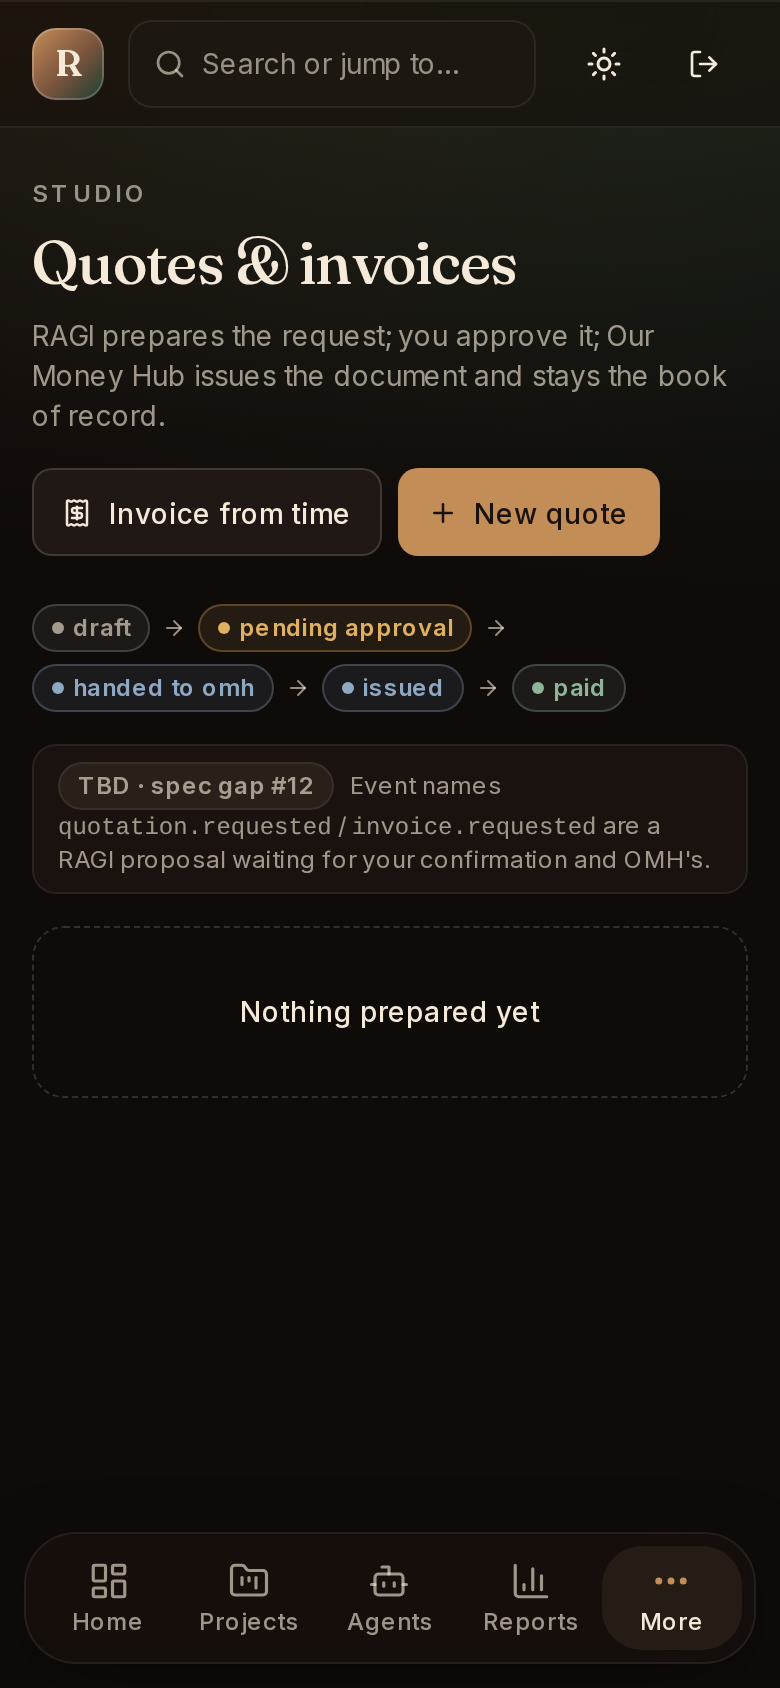 R
Search or jump to...
STUDIO
Quotes & invoices
RAGI prepares the request; you approve it; Our
Money Hub issues the document and stays the book
of record.
Invoice from time
New quote
draft → pending approval →
handed to omh → issued → paid
TBD · spec gap #12 Event names
quotation.requested / invoice.requested are a
RAGI proposal waiting for your confirmation and OMH's.
Nothing prepared yet
Home Projects Agents Reports More